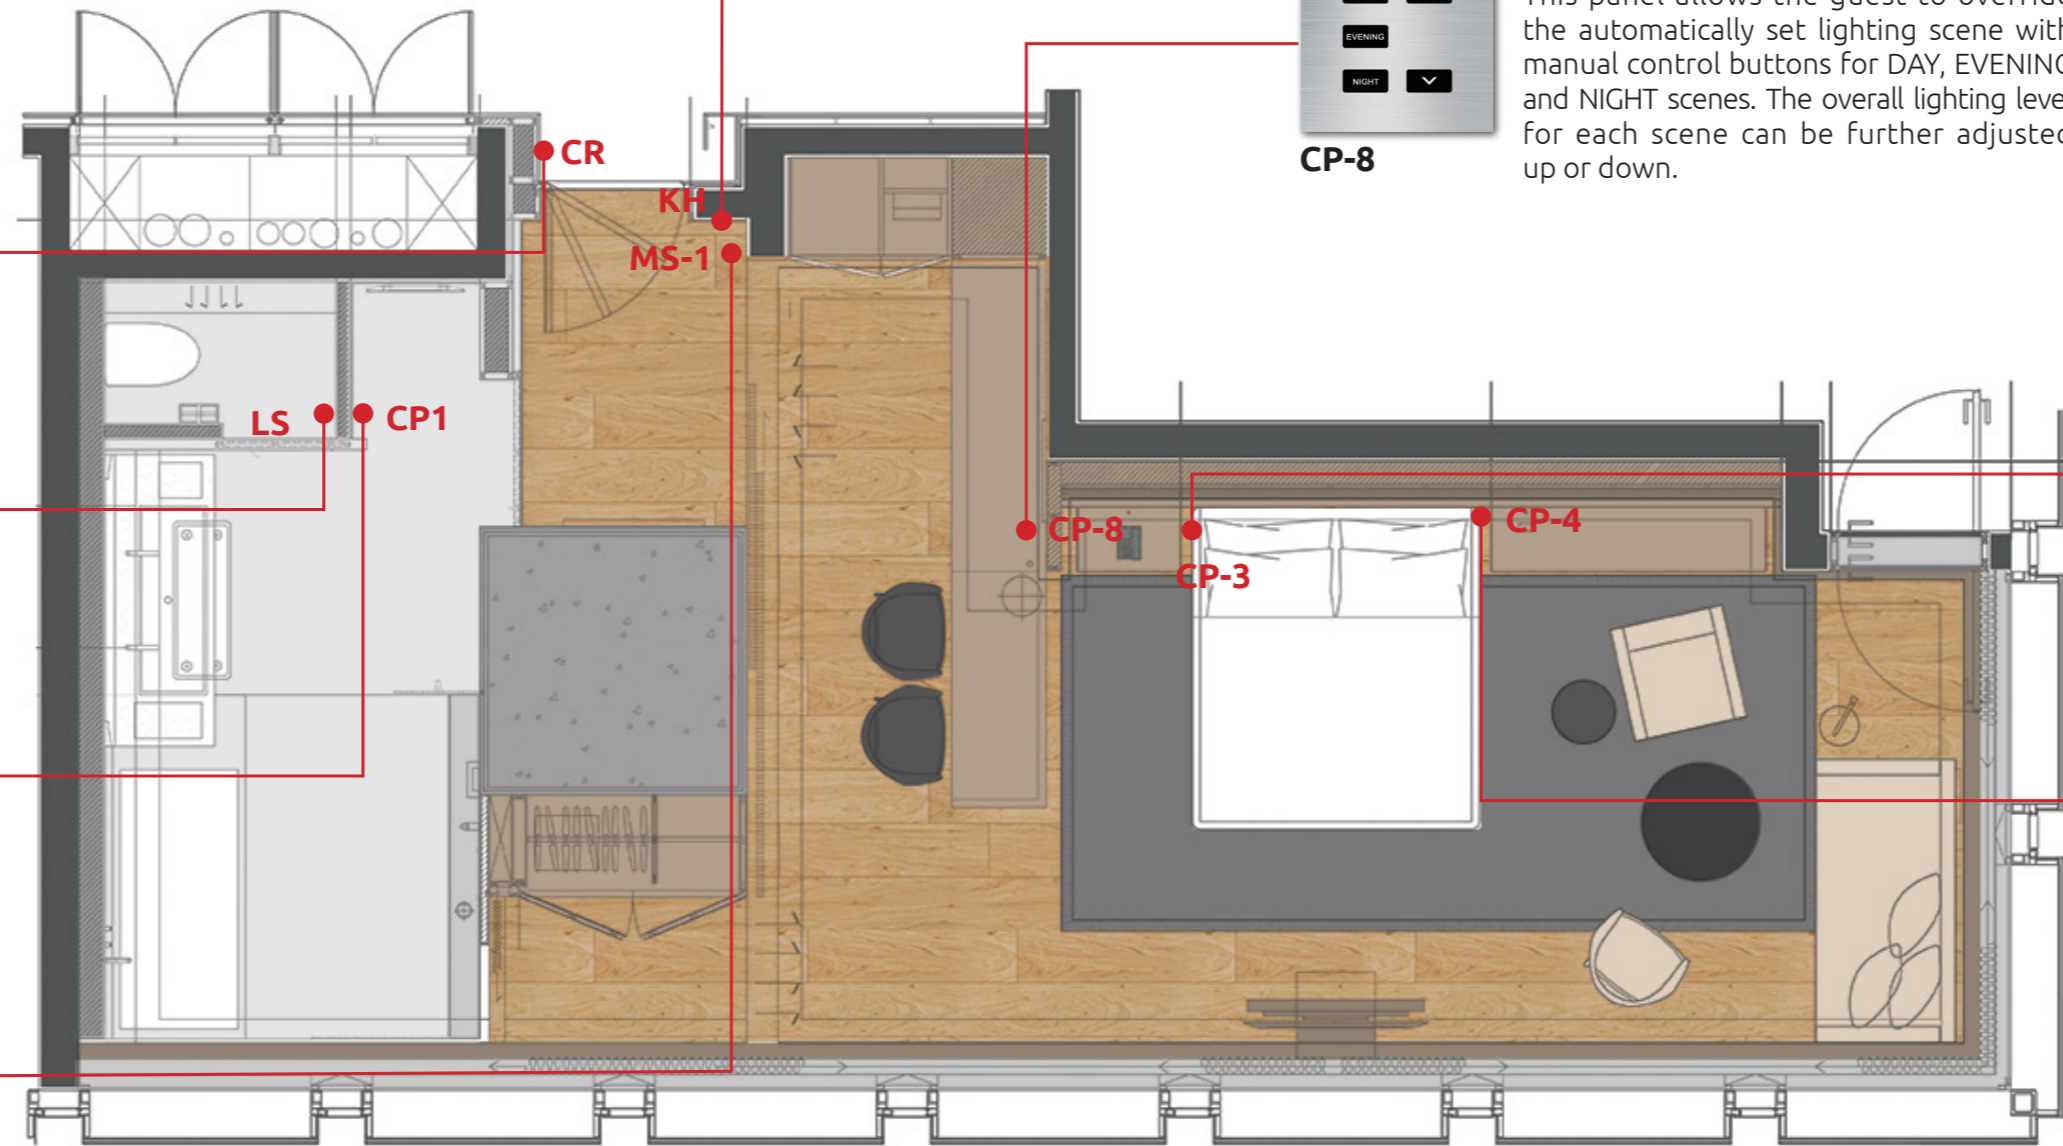 This panel allows the guest to override
the automatically set lighting scene with
manual control buttons for DAY, EVENING
and NIGHT scenes. The overall lighting level
for each scene can be further adjusted
up or down.
EVENING
NIGHT
CP-8
CR
KH
MS-1
LS
CP1
CP-8
CP-3
CP-4